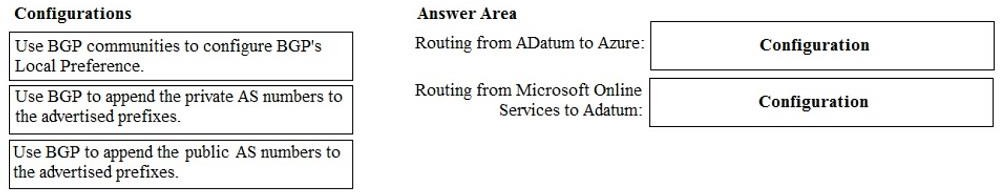 Configurations
Use BGP communities to configure BGP's
Local Preference.
Use BGP to append the private AS numbers to
the advertised prefixes.
Use BGP to append the public AS numbers to
the advertised prefixes.
Answer Area
Routing from ADatum to Azure:
Configuration
Routing from Microsoft Online
Services to Adatum:
Configuration